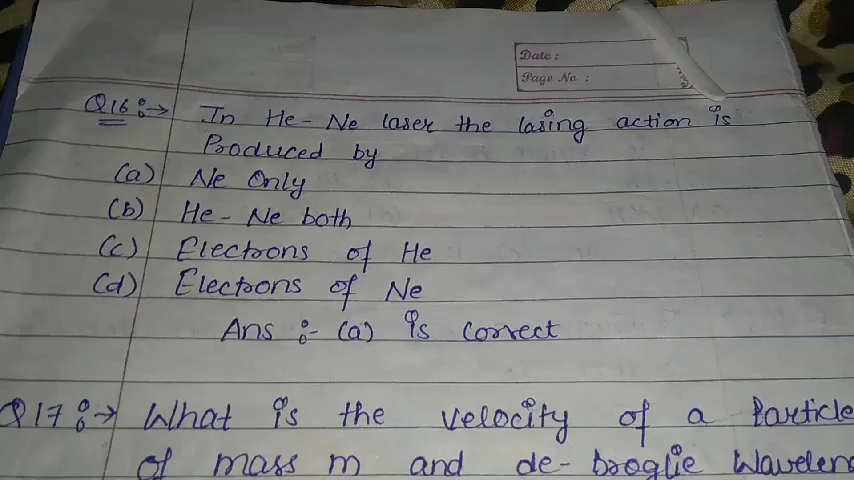 Date :
Page No :
Q16 :→ In He - Ne laser the lasing action is
Produced by
(a) Ne Only
(b) He - Ne both
(c) Electrons of He
(d) Electrons of Ne
Ans :- (a) is correct
Q17 :→ What is the velocity of a Particle
of mass m and de-broglie